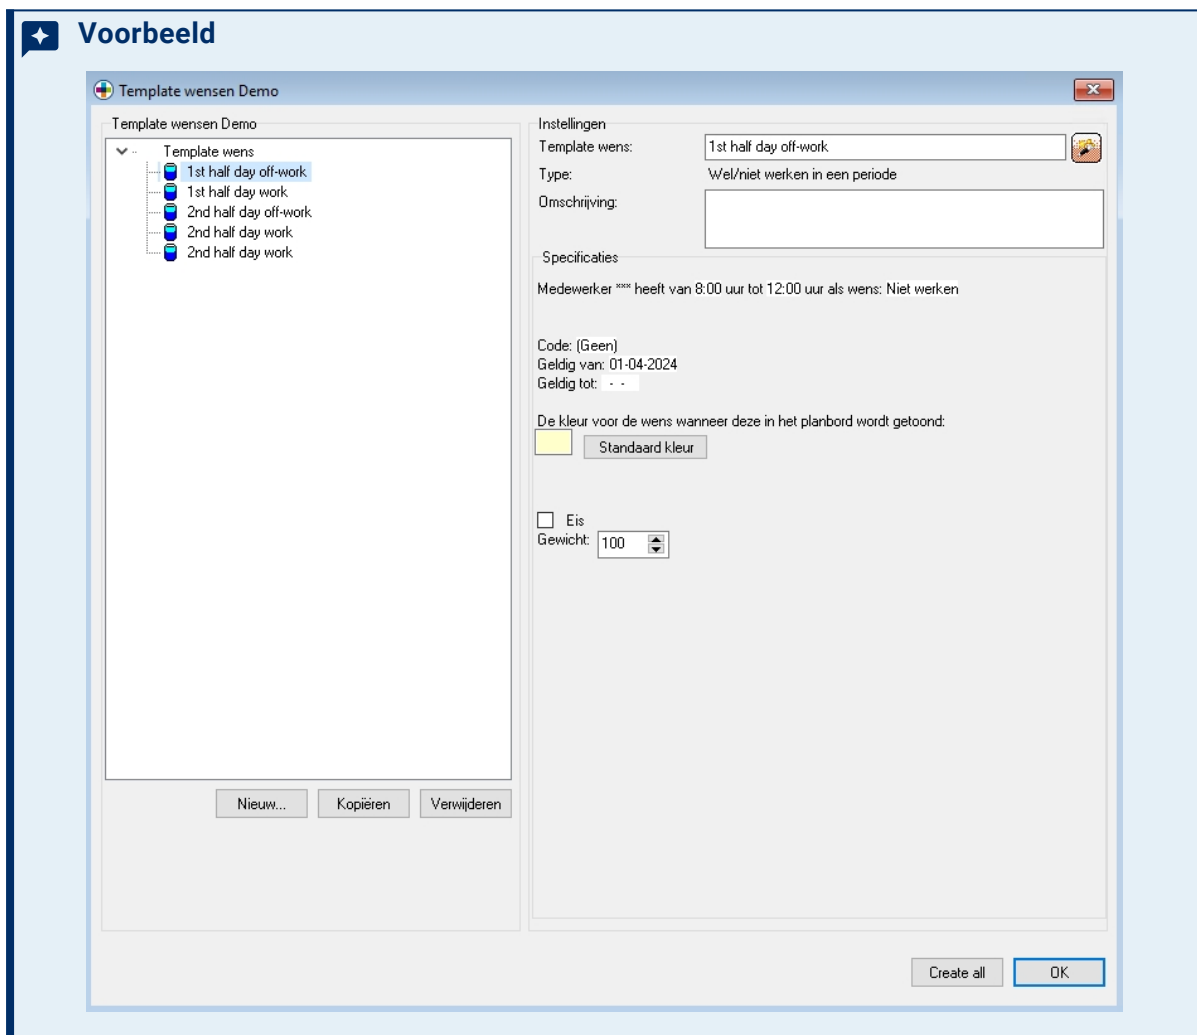 Voorbeeld
Template wensen Demo
Template wensen Demo
Template wens
1st half day off-work
1st half day work
2nd half day off-work
2nd half day work
2nd half day work
Nieuw...
Kopiëren
Verwijderen
Instellingen
Template wens: 1st half day off-work
Type: Wel/niet werken in een periode
Omschrijving:
Specificaties
Medewerker *** heeft van 8:00 uur tot 12:00 uur als wens: Niet werken
Code: (Geen)
Geldig van: 01-04-2024
Geldig tot: - -
De kleur voor de wens wanneer deze in het planbord wordt getoond:
Standaard kleur
Eis
Gewicht: 100
Create all
OK